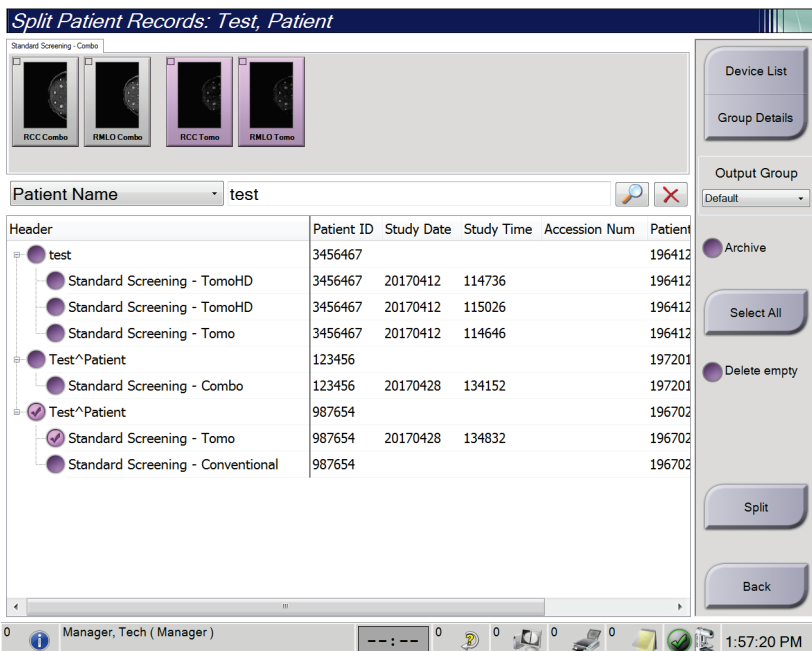 Split Patient Records: Test, Patient
Standard Screening - Combo
RCC Combo RMLO Combo RCC Tomo RMLO Tomo
Device List
Group Details
Output Group
Default
Patient Name test
Header Patient ID Study Date Study Time Accession Num Patient
test 3456467 196412
Standard Screening - TomoHD 3456467 20170412 114736 196412
Standard Screening - TomoHD 3456467 20170412 115026 196412
Standard Screening - Tomo 3456467 20170412 114646 196412
Test^Patient 123456 197201
Standard Screening - Combo 123456 20170428 134152 197201
Test^Patient 987654 196702
Standard Screening - Tomo 987654 20170428 134832 196702
Standard Screening - Conventional 987654 196702
Archive
Select All
Delete empty
Split
Back
0 Manager, Tech ( Manager ) --:-- 0 0 0 0 1:57:20 PM